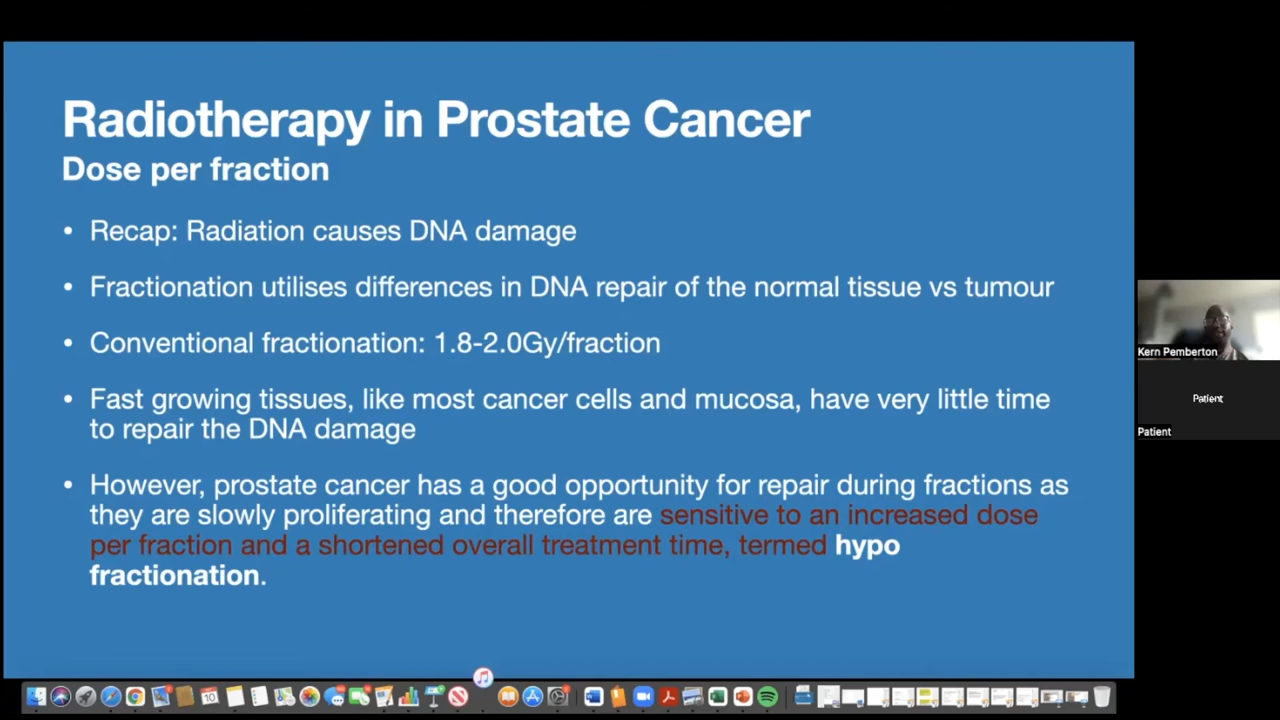 Radiotherapy in Prostate Cancer
Dose per fraction
• Recap: Radiation causes DNA damage
• Fractionation utilises differences in DNA repair of the normal tissue vs tumour
• Conventional fractionation: 1.8-2.0Gy/fraction
• Fast growing tissues, like most cancer cells and mucosa, have very little time
to repair the DNA damage
• However, prostate cancer has a good opportunity for repair during fractions as
they are slowly proliferating and therefore are sensitive to an increased dose
per fraction and a shortened overall treatment time, termed hypo
fractionation.
Kern Pemberton
Patient
Patient
10